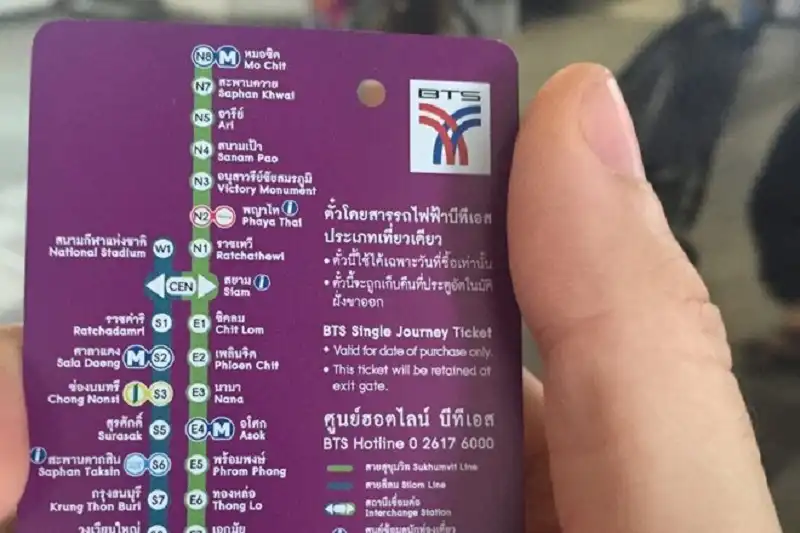 N8 M หมอชิต
Mo Chit
N7 สะพานควาย
Saphan Khwai
N5 อารีย์
Ari
N4 สนามเป้า
Sanam Pao
N3 อนุสาวรีย์ชัยสมรภูมิ
Victory Monument
N2 พญาไท i
Phaya Thai
สนามกีฬาแห่งชาติ W1
National Stadium
N1 ราชเทวี
Ratchathewi
CEN สยาม i
Siam
ราชดำริ S1
Ratchadamri
E1 ชิดลม
Chit Lom
ศาลาแดง M S2
Sala Daeng
E2 เพลินจิต
Phloen Chit
ช่องนนทรี S3
Chong Nonsi
E3 นานา
Nana
สุรศักดิ์ S5
Surasak
E4 M อโศก
Asok
i สะพานตากสิน S6
Saphan Taksin
E5 พร้อมพงษ์
Phrom Phong
กรุงธนบุรี S7
Krung Thon Buri
E6 ทองหล่อ
Thong Lo
วงเวียนใหญ่
เอกมัย
BTS
ตั๋วโดยสารรถไฟฟ้าบีทีเอส
ประเภทเที่ยวเดียว
• ตั๋วนี้ใช้ได้เฉพาะวันที่ซื้อเท่านั้น
• ตั๋วนี้จะถูกเก็บคืนที่ประตูอัตโนมัติ
ฝั่งขาออก
BTS Single Journey Ticket
• Valid for date of purchase only.
• This ticket will be retained at
exit gate.
ศูนย์ฮอตไลน์ บีทีเอส
BTS Hotline 0 2617 6000
สายสุขุมวิท Sukhumvit Line
สายสีลม Silom Line
สถานีเชื่อมต่อ
Interchange Station